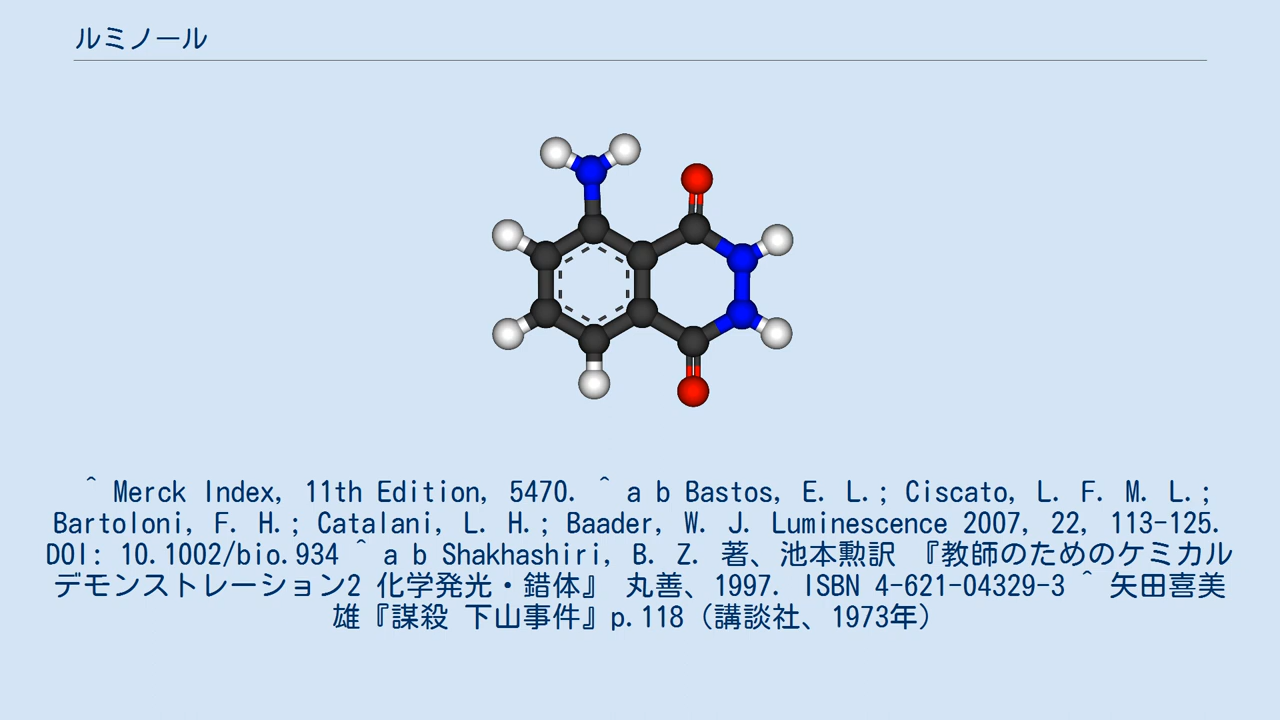 ルミノール
^ Merck Index, 11th Edition, 5470. ^ a b Bastos, E. L.; Ciscato, L. F. M. L.;
Bartoloni, F. H.; Catalani, L. H.; Baader, W. J. Luminescence 2007, 22, 113-125.
DOI: 10.1002/bio.934 ^ a b Shakhashiri, B. Z. 著、池本勲訳 『教師のためのケミカル
デモンストレーション2 化学発光・錯体』 丸善、1997. ISBN 4-621-04329-3 ^ 矢田喜美
雄『謀殺 下山事件』p.118（講談社、1973年）